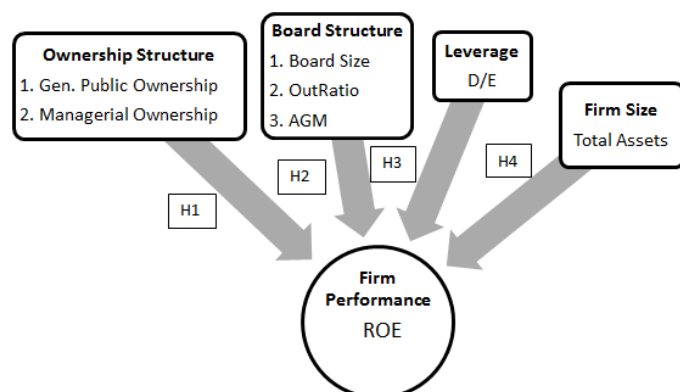 Ownership Structure
1. Gen. Public Ownership
2. Managerial Ownership
Board Structure
1. Board Size
2. OutRatio
3. AGM
Leverage
D/E
Firm Size
Total Assets
H1
H2
H3
H4
Firm
Performance
ROE